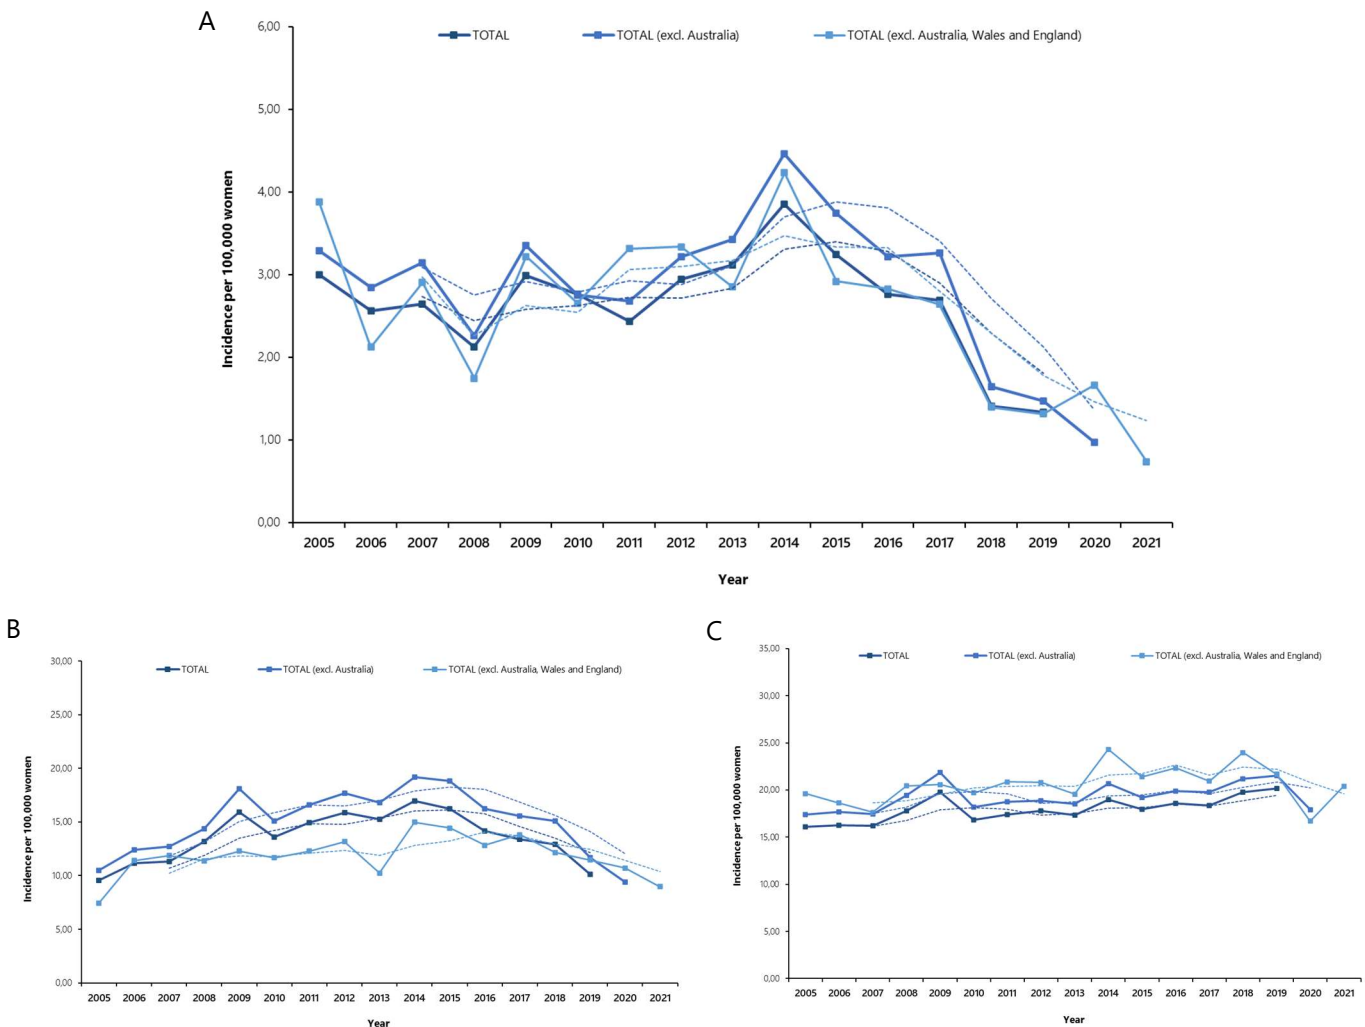 A
TOTAL TOTAL (excl. Australia) TOTAL (excl. Australia, Wales and England)
Incidence per 100,000 women
6,00
5,00
4,00
3,00
2,00
1,00
0,00
2005 2006 2007 2008 2009 2010 2011 2012 2013 2014 2015 2016 2017 2018 2019 2020 2021
Year
B
TOTAL TOTAL (excl. Australia) TOTAL (excl. Australia, Wales and England)
Incidence per 100,000 women
30,00
25,00
20,00
15,00
10,00
5,00
0,00
2005 2006 2007 2008 2009 2010 2011 2012 2013 2014 2015 2016 2017 2018 2019 2020 2021
Year
C
TOTAL TOTAL (excl. Australia) TOTAL (excl. Australia, Wales and England)
Incidence per 100,000 women
35,00
30,00
25,00
20,00
15,00
10,00
5,00
0,00
2005 2006 2007 2008 2009 2010 2011 2012 2013 2014 2015 2016 2017 2018 2019 2020 2021
Year